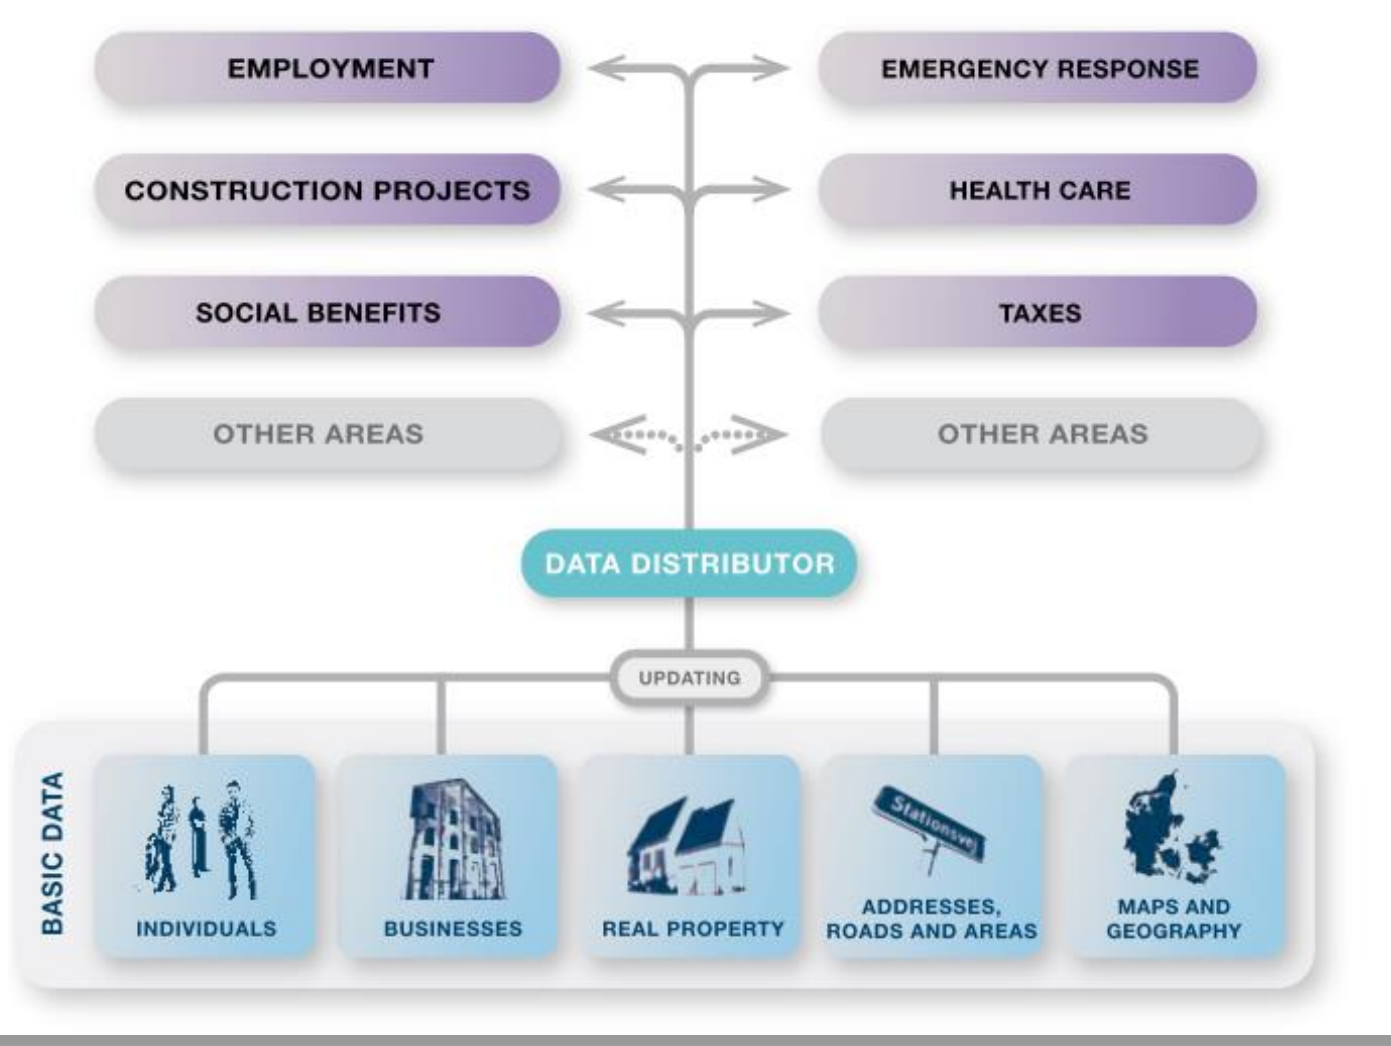 EMPLOYMENT
EMERGENCY RESPONSE
CONSTRUCTION PROJECTS
HEALTH CARE
SOCIAL BENEFITS
TAXES
OTHER AREAS
OTHER AREAS
DATA DISTRIBUTOR
UPDATING
BASIC DATA
INDIVIDUALS
BUSINESSES
REAL PROPERTY
Stationsve
ADDRESSES,
ROADS AND AREAS
MAPS AND
GEOGRAPHY